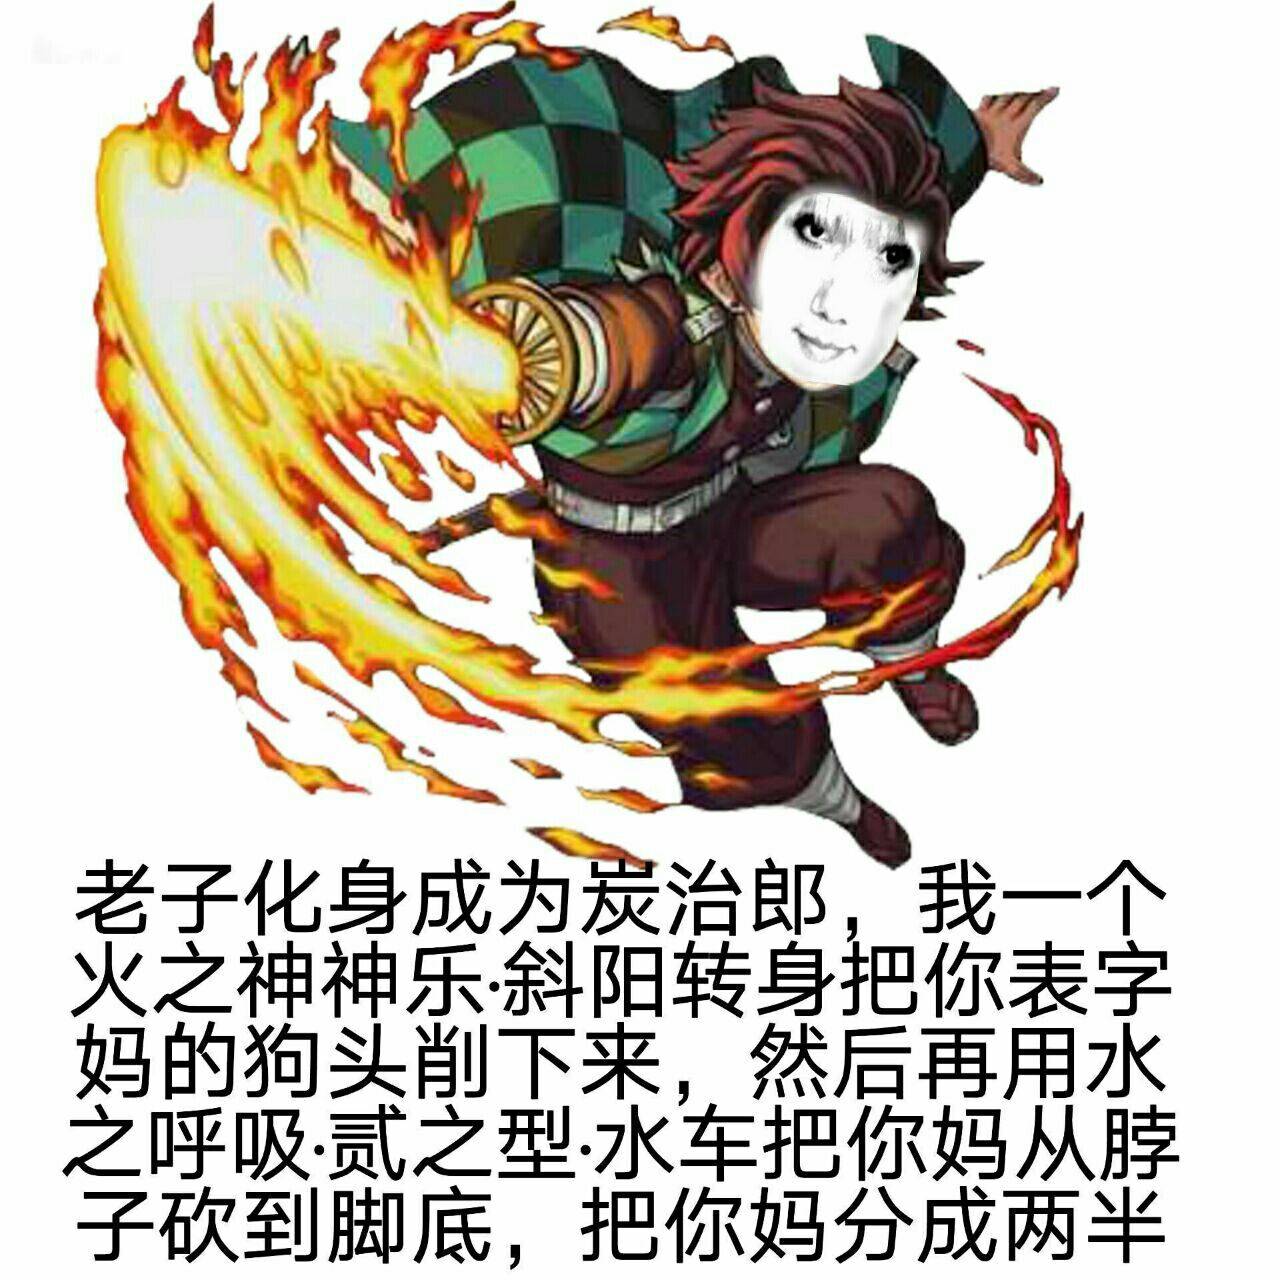 老子化身成为炭治郎，我一个
火之神神乐·斜阳转身把你表字
妈的狗头削下来，然后再用水
之呼吸·贰之型·水车把你妈从脖
子砍到脚底，把你妈分成两半